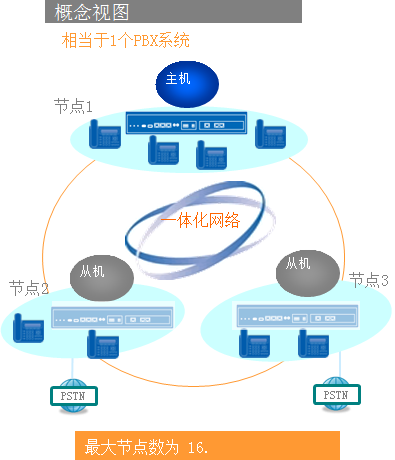 概念视图
相当于1个PBX系统
主机
节点1
一体化网络
从机
从机
节点2
节点3
PSTN
PSTN
最大节点数为 16.